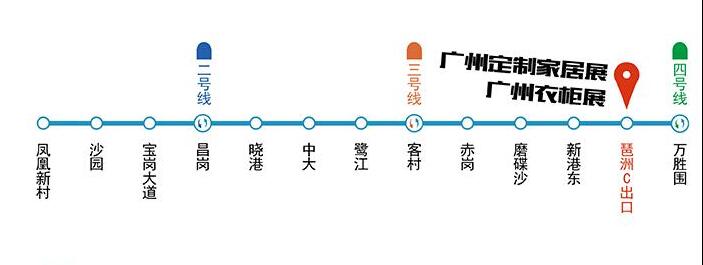 二号线
三号线
四号线
广州定制家居展
广州衣柜展
凤凰新村
沙园
宝岗大道
昌岗
晓港
中大
鹭江
客村
赤岗
磨碟沙
新港东
琶洲C出口
万胜围